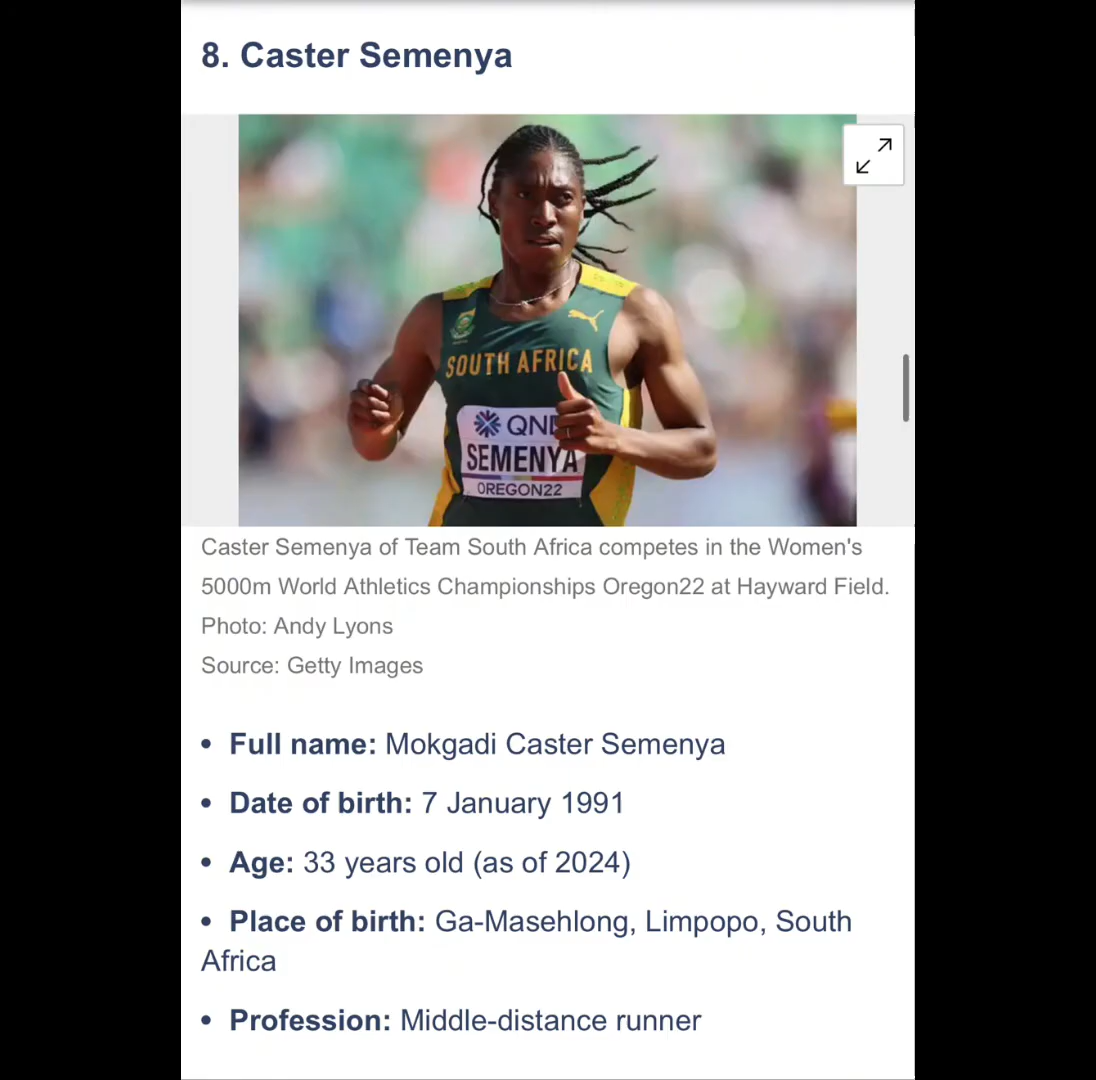 8. Caster Semenya
SOUTH AFRICA
SEMENYA
OREGON22
Caster Semenya of Team South Africa competes in the Women's
5000m World Athletics Championships Oregon22 at Hayward Field.
Photo: Andy Lyons
Source: Getty Images
• Full name: Mokgadi Caster Semenya
• Date of birth: 7 January 1991
• Age: 33 years old (as of 2024)
• Place of birth: Ga-Masehlong, Limpopo, South
Africa
• Profession: Middle-distance runner